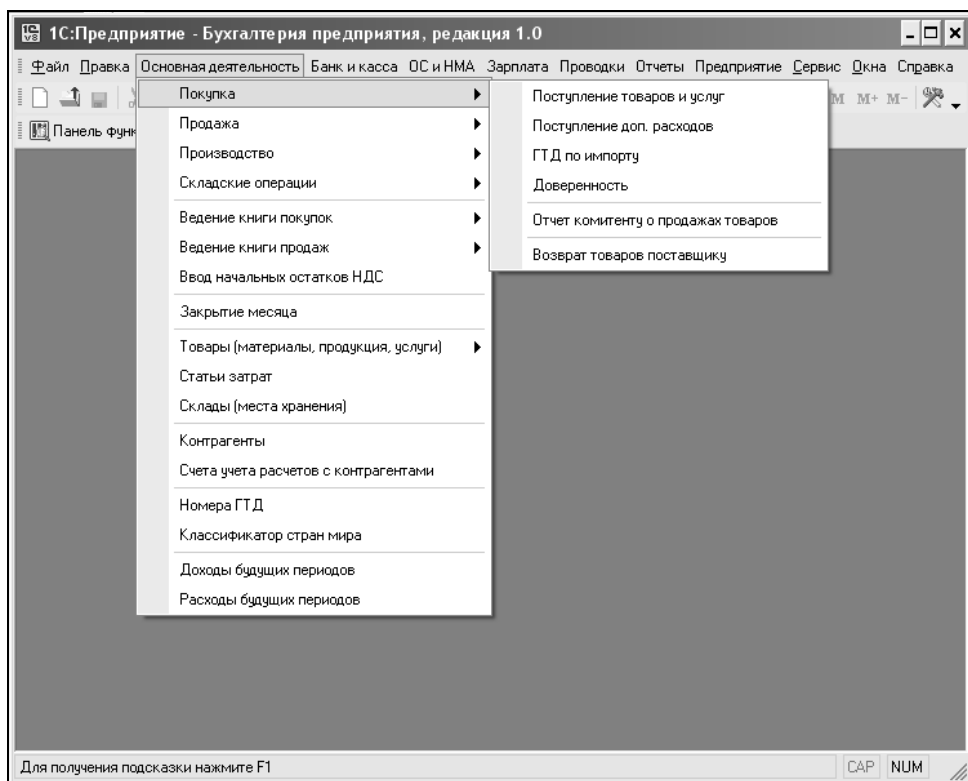 1С:Предприятие - Бухгалтерия предприятия, редакция 1.0
Файл Правка Основная деятельность Банк и касса ОС и НМА Зарплата Проводки Отчеты Предприятие Сервис Окна Справка
M M+ M-
Панель функ
Покупка
Продажа
Производство
Складские операции
Ведение книги покупок
Ведение книги продаж
Ввод начальных остатков НДС
Закрытие месяца
Товары (материалы, продукция, услуги)
Статьи затрат
Склады (места хранения)
Контрагенты
Счета учета расчетов с контрагентами
Номера ГТД
Классификатор стран мира
Доходы будущих периодов
Расходы будущих периодов
Поступление товаров и услуг
Поступление доп. расходов
ГТД по импорту
Доверенность
Отчет комитенту о продажах товаров
Возврат товаров поставщику
Для получения подсказки нажмите F1
CAP NUM